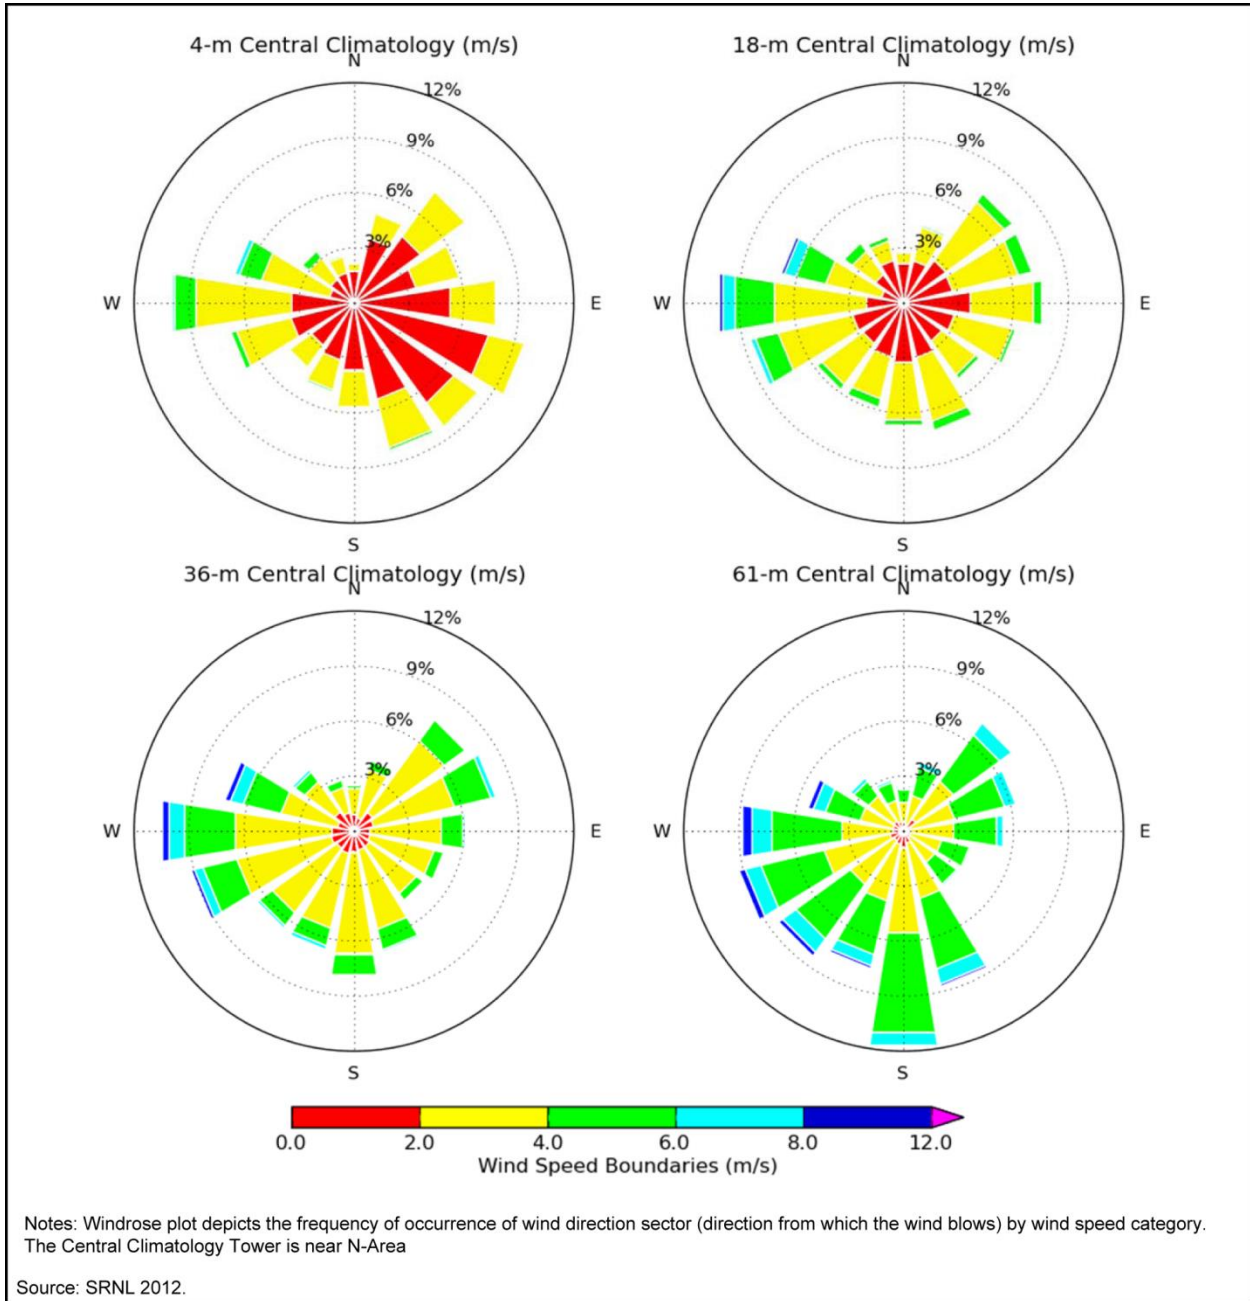 4-m Central Climatology (m/s)
N
12%
9%
6%
3%
W
E
S
18-m Central Climatology (m/s)
N
12%
9%
6%
3%
W
E
S
36-m Central Climatology (m/s)
N
12%
9%
6%
3%
W
E
S
61-m Central Climatology (m/s)
N
12%
9%
6%
3%
W
E
S
0.0 2.0 4.0 6.0 8.0 12.0
Wind Speed Boundaries (m/s)
Notes: Windrose plot depicts the frequency of occurrence of wind direction sector (direction from which the wind blows) by wind speed category.
The Central Climatology Tower is near N-Area
Source: SRNL 2012.